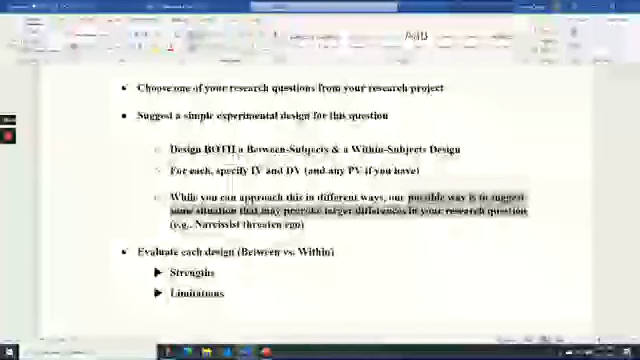 Choose one of your research questions from your research project
Suggest a simple experimental design for this question
Design BOTH a Between-Subjects & a Within-Subjects Design
For each, specify IV and DV (and any PV if you have)
While you can approach this in different ways, one possible way is to suggest
some situation that may provoke larger differences in your research question
(e.g., Narcissist threaten ego)
Evaluate each design (Between vs. Within)
Strengths
Limitations